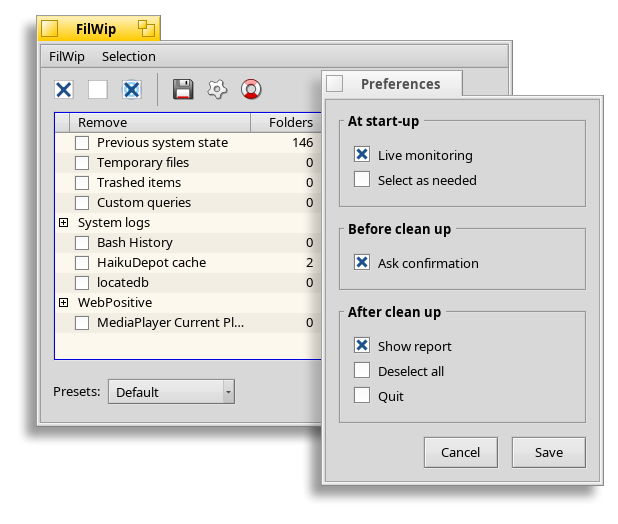 FilWip
FilWip Selection
Remove Folders
Previous system state 146
Temporary files 0
Trashed items 0
Custom queries 0
System logs
Bash History 0
HaikuDepot cache 2
locatedb 0
WebPositive
MediaPlayer Current Pl... 0
Presets: Default
Preferences
At start-up
Live monitoring
Select as needed
Before clean up
Ask confirmation
After clean up
Show report
Deselect all
Quit
Cancel Save